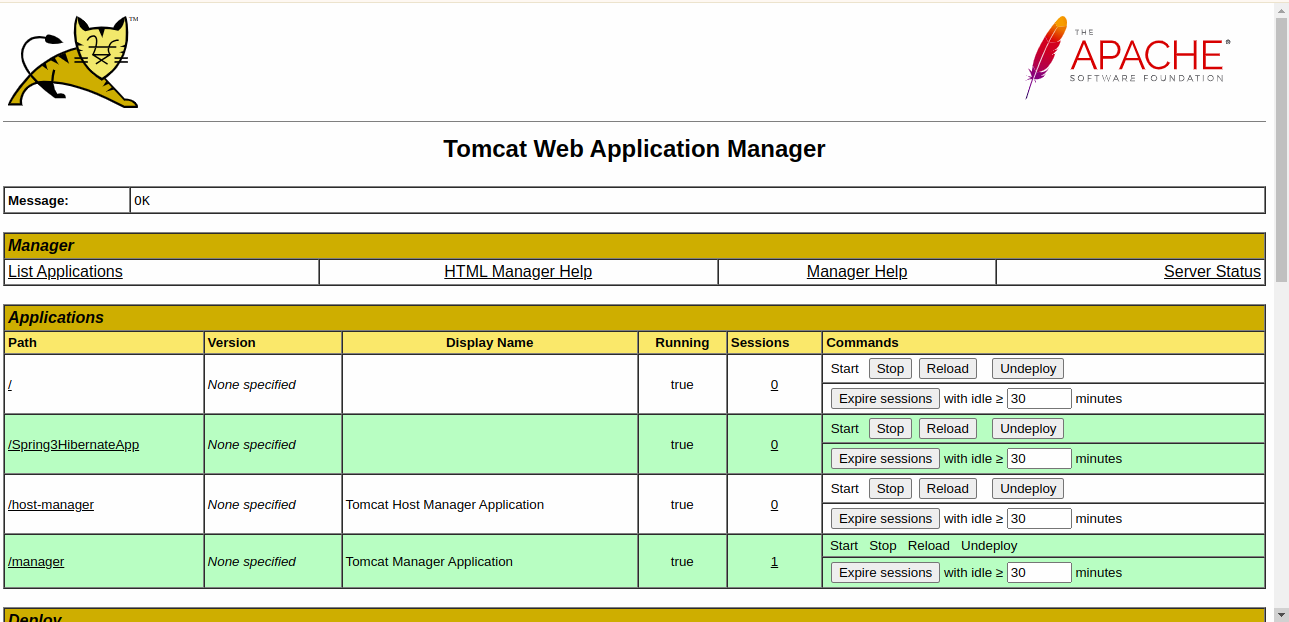 TM
THE
APACHE®
SOFTWARE FOUNDATION
Tomcat Web Application Manager
Message: OK
Manager
List Applications HTML Manager Help Manager Help Server Status
Applications
Path Version Display Name Running Sessions Commands
/ None specified true 0 Start Stop Reload Undeploy
Expire sessions with idle ≥ 30 minutes
/Spring3HibernateApp None specified true 0 Start Stop Reload Undeploy
Expire sessions with idle ≥ 30 minutes
/host-manager None specified Tomcat Host Manager Application true 0 Start Stop Reload Undeploy
Expire sessions with idle ≥ 30 minutes
/manager None specified Tomcat Manager Application true 1 Start Stop Reload Undeploy
Expire sessions with idle ≥ 30 minutes
Deploy